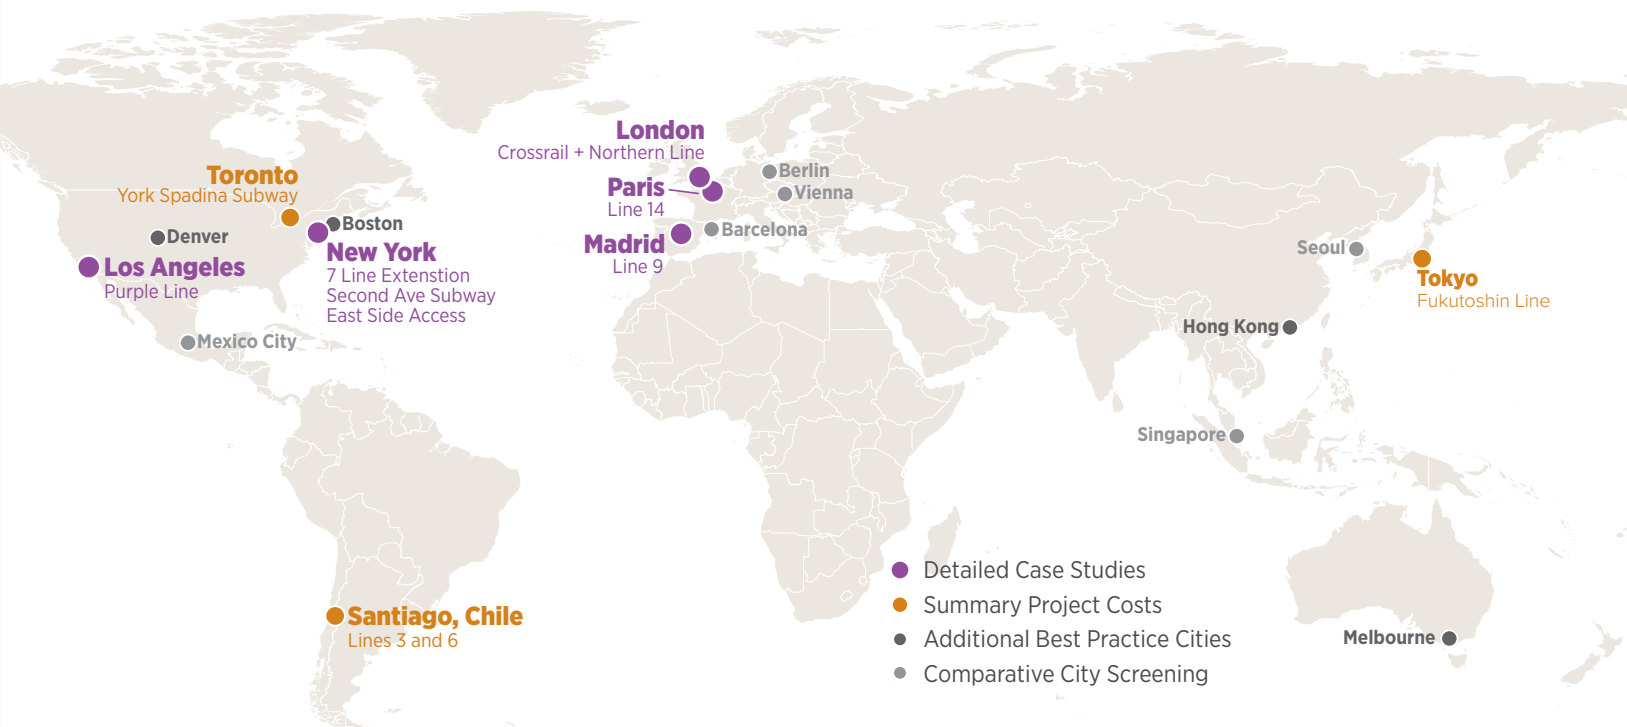 London
Crossrail + Northern Line
Toronto
York Spadina Subway
Berlin
Paris
Line 14
Vienna
Boston
Denver
Barcelona
Madrid
Line 9
New York
7 Line Extenstion
Second Ave Subway
East Side Access
Los Angeles
Purple Line
Seoul
Tokyo
Fukutoshin Line
Hong Kong
Mexico City
Singapore
Detailed Case Studies
Summary Project Costs
Additional Best Practice Cities
Comparative City Screening
Santiago, Chile
Lines 3 and 6
Melbourne